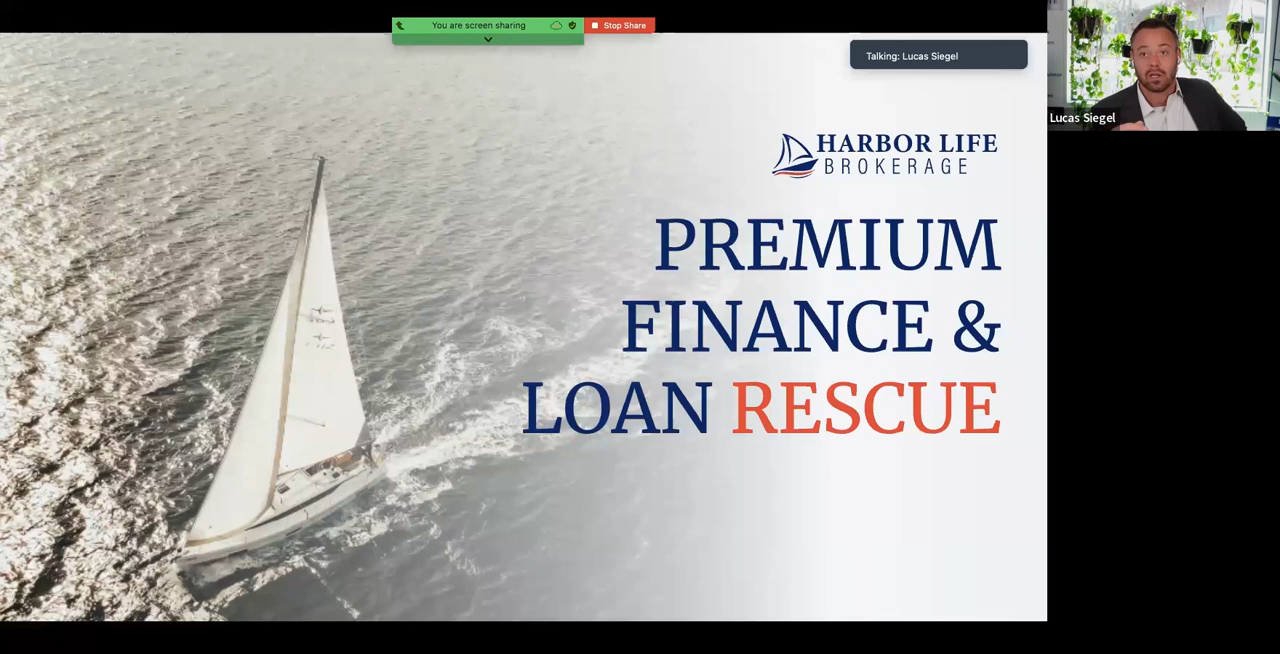 You are screen sharing
Stop Share
Talking: Lucas Siegel
Lucas Siegel
HARBOR LIFE
BROKERAGE
PREMIUM
FINANCE &
LOAN RESCUE